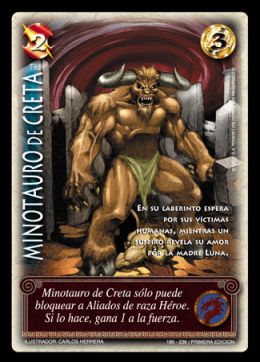 2
3
Titán
MINOTAURO DE CRETA
EN SU LABERINTO ESPERA
POR SUS VÍCTIMAS
HUMANAS, MIENTRAS UN
SUSPIRO REVELA SU AMOR
POR LA MADRE LUNA.
Minotauro de Creta sólo puede
bloquear a Aliados de raza Héroe.
Si lo hace, gana 1 a la fuerza.
ILUSTRADOR: CARLOS HERRERA
185 - 236 / PRIMERA EDICION